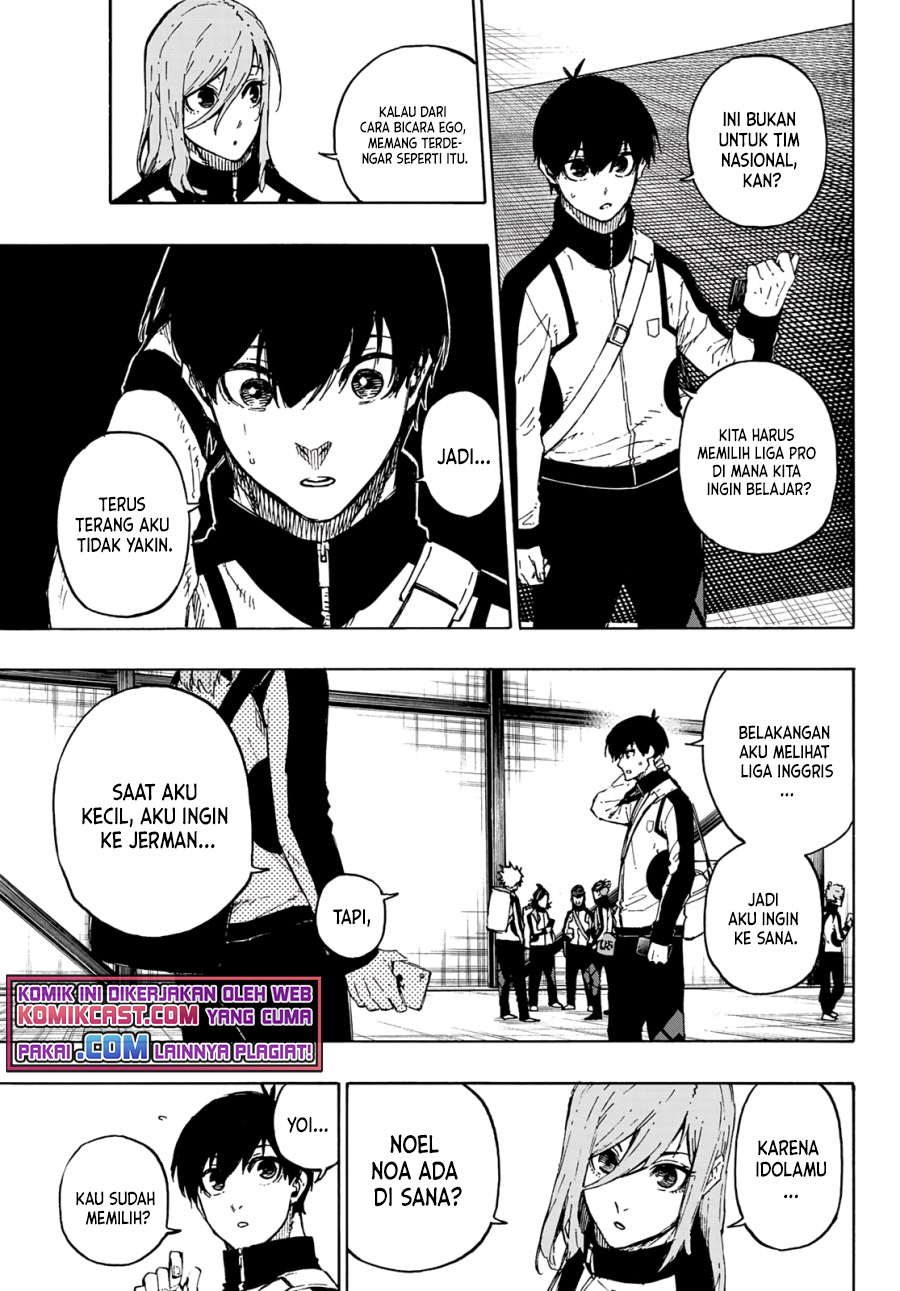 INI BUKAN
UNTUK TIM
NASIONAL,
KAN?
KITA HARUS
MEMILIH LIGA PRO
DI MANA KITA
INGIN BELAJAR?
KALAU DARI
CARA BICARA EGO,
MEMANG TERDE-
NGAR SEPERTI ITU.
JADI...
TERUS
TERANG AKU
TIDAK YAKIN.
BELAKANGAN
AKU MELIHAT
LIGA INGGRIS
...
JADI
AKU INGIN
KE SANA.
TAPI,
SAAT AKU
KECIL, AKU INGIN
KE JERMAN...
KOMIK INI DIKERJAKAN OLEH WEB
KOMIKCAST.COM YANG CUMA
PAKAI .COM LAINNYA PLAGIAT!
KARENA
IDOLAMU
...
NOEL
NOA ADA
DI SANA?
YOI...
KAU SUDAH
MEMILIH?